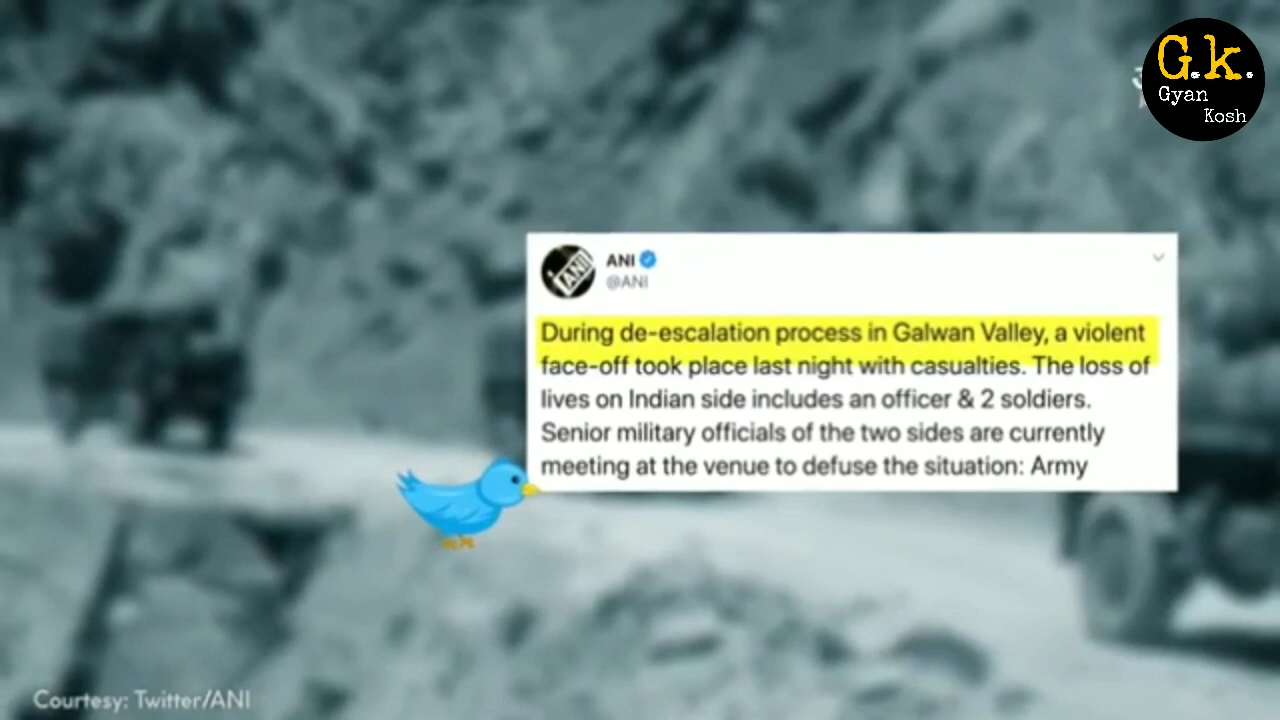 G.k.
Gyan
Kosh
ANI
@ANI
During de-escalation process in Galwan Valley, a violent
face-off took place last night with casualties. The loss of
lives on Indian side includes an officer & 2 soldiers.
Senior military officials of the two sides are currently
meeting at the venue to defuse the situation: Army
Courtesy: Twitter/ANI